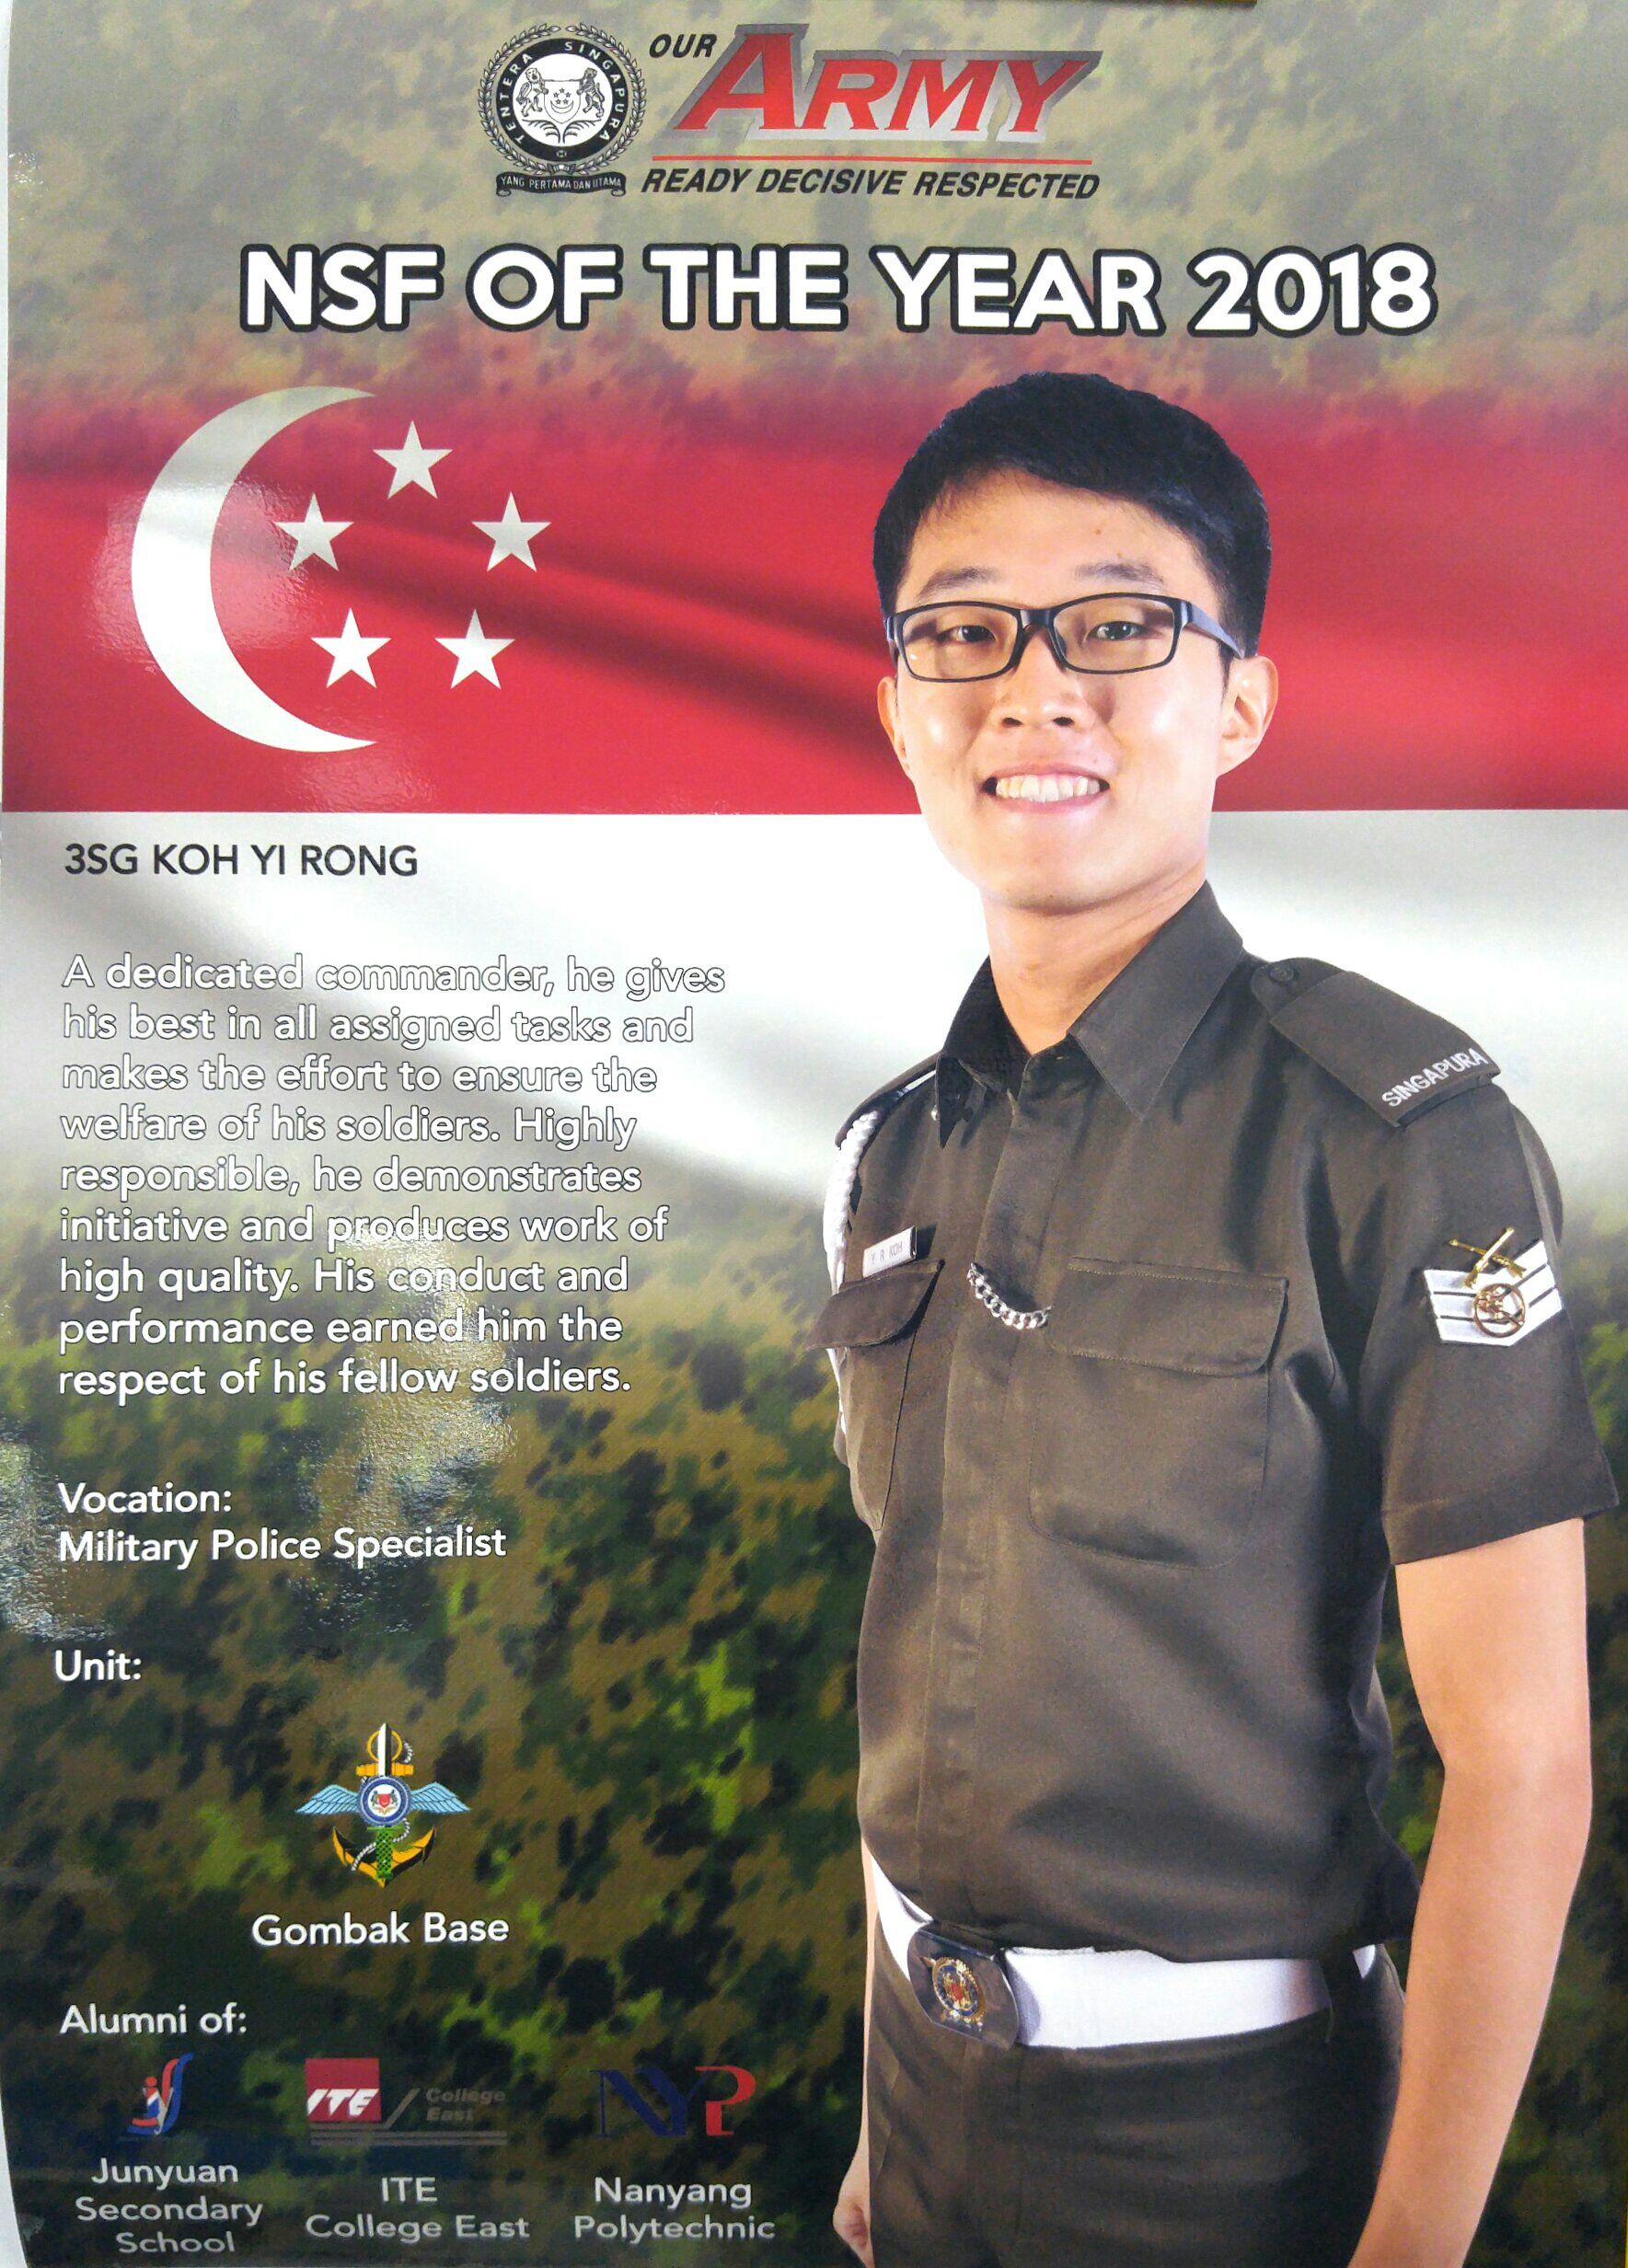 TENTERA SINGAPURA
YANG PERTAMA DAN UTAMA
OUR ARMY
READY DECISIVE RESPECTED
NSF OF THE YEAR 2018
3SG KOH YI RONG
A dedicated commander, he gives
his best in all assigned tasks and
makes the effort to ensure the
welfare of his soldiers. Highly
responsible, he demonstrates
initiative and produces work of
high quality. His conduct and
performance earned him the
respect of his fellow soldiers.
SINGAPURA
Y R KOH
Vocation:
Military Police Specialist
Unit:
Gombak Base
Alumni of:
ITE College
East
NYP
Junyuan
Secondary
School
ITE
College East
Nanyang
Polytechnic